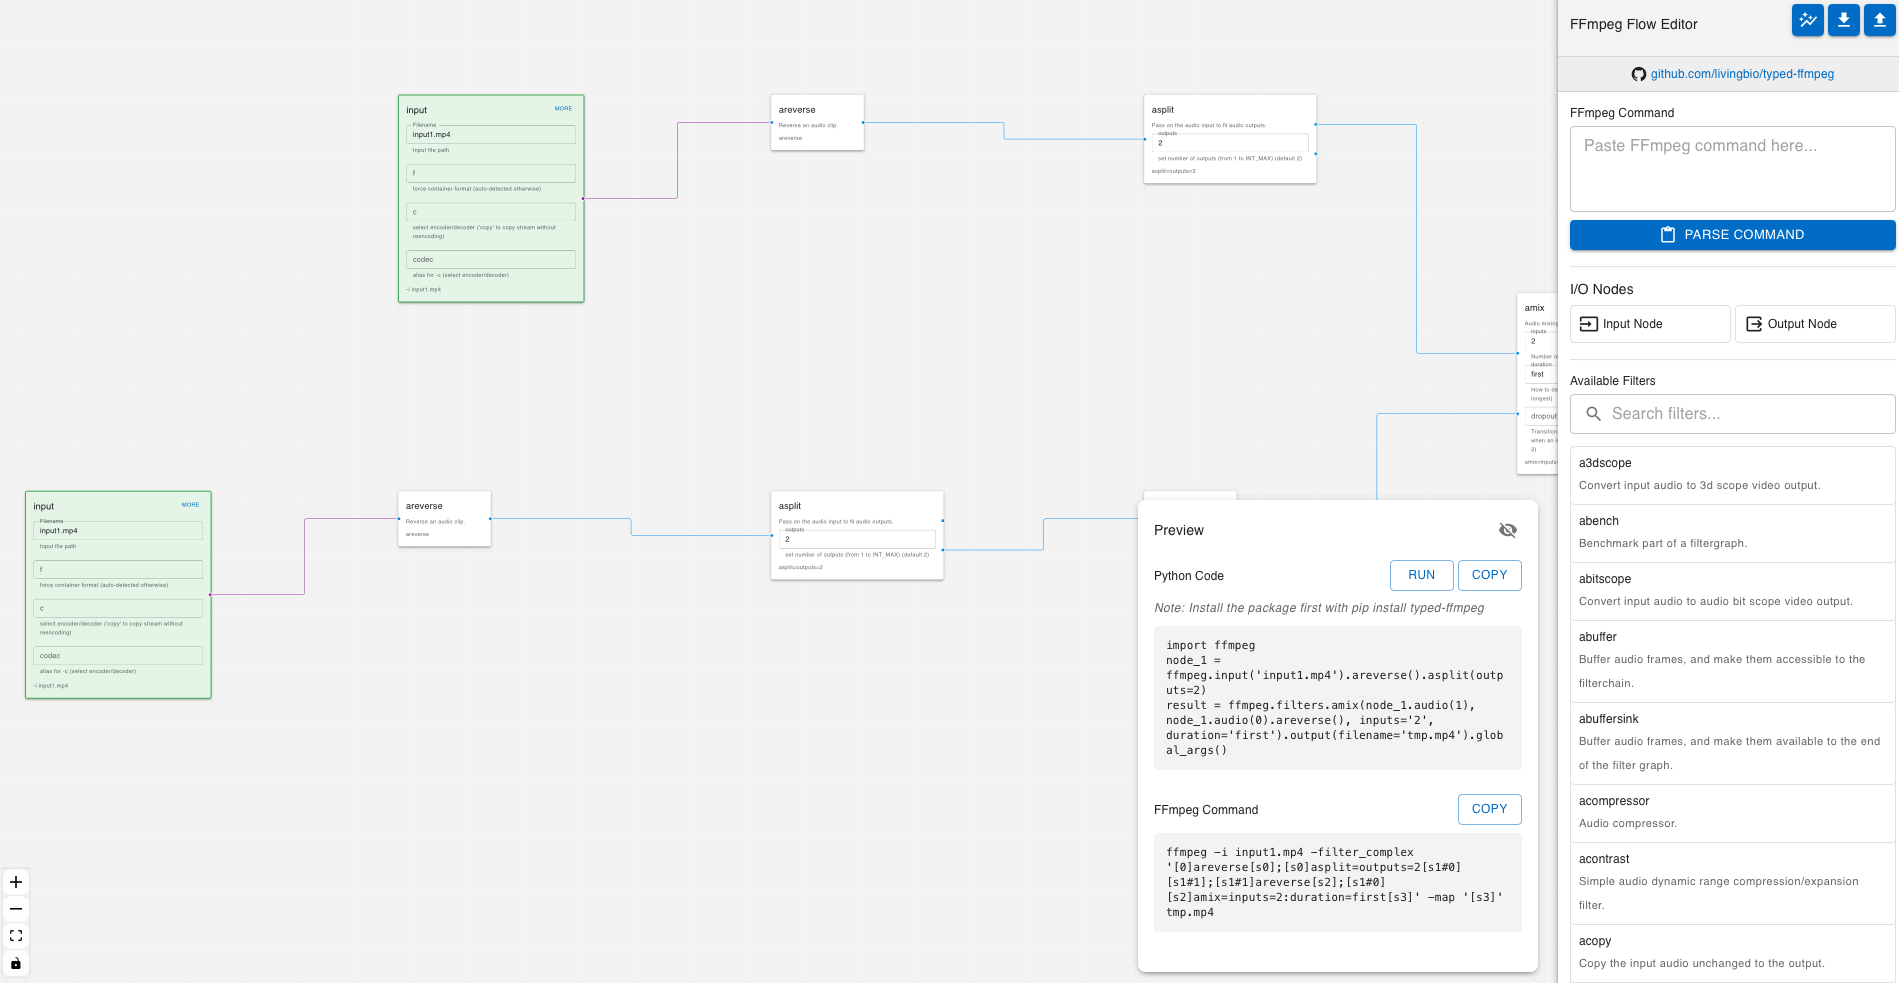 input
MORE
Filename
input1.mp4
Input file path
f
force container format (auto-detected otherwise)
c
select encoder/decoder ('copy' to copy stream without
reencoding)
codec
alias for -c (select encoder/decoder)
-i input1.mp4
areverse
Reverse an audio clip.
areverse
asplit
Pass on the audio input to N audio outputs.
outputs
2
set number of outputs (from 1 to INT_MAX) (default 2)
asplit=outputs=2
amix
Audio mixing
inputs
2
Number of
duration
first
How to de
longest)
dropout_
Transition
when an i
2)
amix=inputs=
input
MORE
Filename
input1.mp4
Input file path
f
force container format (auto-detected otherwise)
c
select encoder/decoder ('copy' to copy stream without
reencoding)
codec
alias for -c (select encoder/decoder)
-i input1.mp4
areverse
Reverse an audio clip.
areverse
asplit
Pass on the audio input to N audio outputs.
outputs
2
set number of outputs (from 1 to INT_MAX) (default 2)
asplit=outputs=2
Preview
Python Code
RUN
COPY
Note: Install the package first with pip install typed-ffmpeg
import ffmpeg
node_1 =
ffmpeg.input('input1.mp4').areverse().asplit(outp
uts=2)
result = ffmpeg.filters.amix(node_1.audio(1),
node_1.audio(0).areverse(), inputs='2',
duration='first').output(filename='tmp.mp4').glob
al_args()
FFmpeg Command
COPY
ffmpeg -i input1.mp4 -filter_complex
'[0]areverse[s0];[s0]asplit=outputs=2[s1#0]
[s1#1];[s1#1]areverse[s2];[s1#0]
[s2]amix=inputs=2:duration=first[s3]' -map '[s3]'
tmp.mp4
FFmpeg Flow Editor
github.com/livingbio/typed-ffmpeg
FFmpeg Command
Paste FFmpeg command here...
PARSE COMMAND
I/O Nodes
Input Node
Output Node
Available Filters
Search filters...
a3dscope
Convert input audio to 3d scope video output.
abench
Benchmark part of a filtergraph.
abitscope
Convert input audio to audio bit scope video output.
abuffer
Buffer audio frames, and make them accessible to the
filterchain.
abuffersink
Buffer audio frames, and make them available to the end
of the filter graph.
acompressor
Audio compressor.
acontrast
Simple audio dynamic range compression/expansion
filter.
acopy
Copy the input audio unchanged to the output.